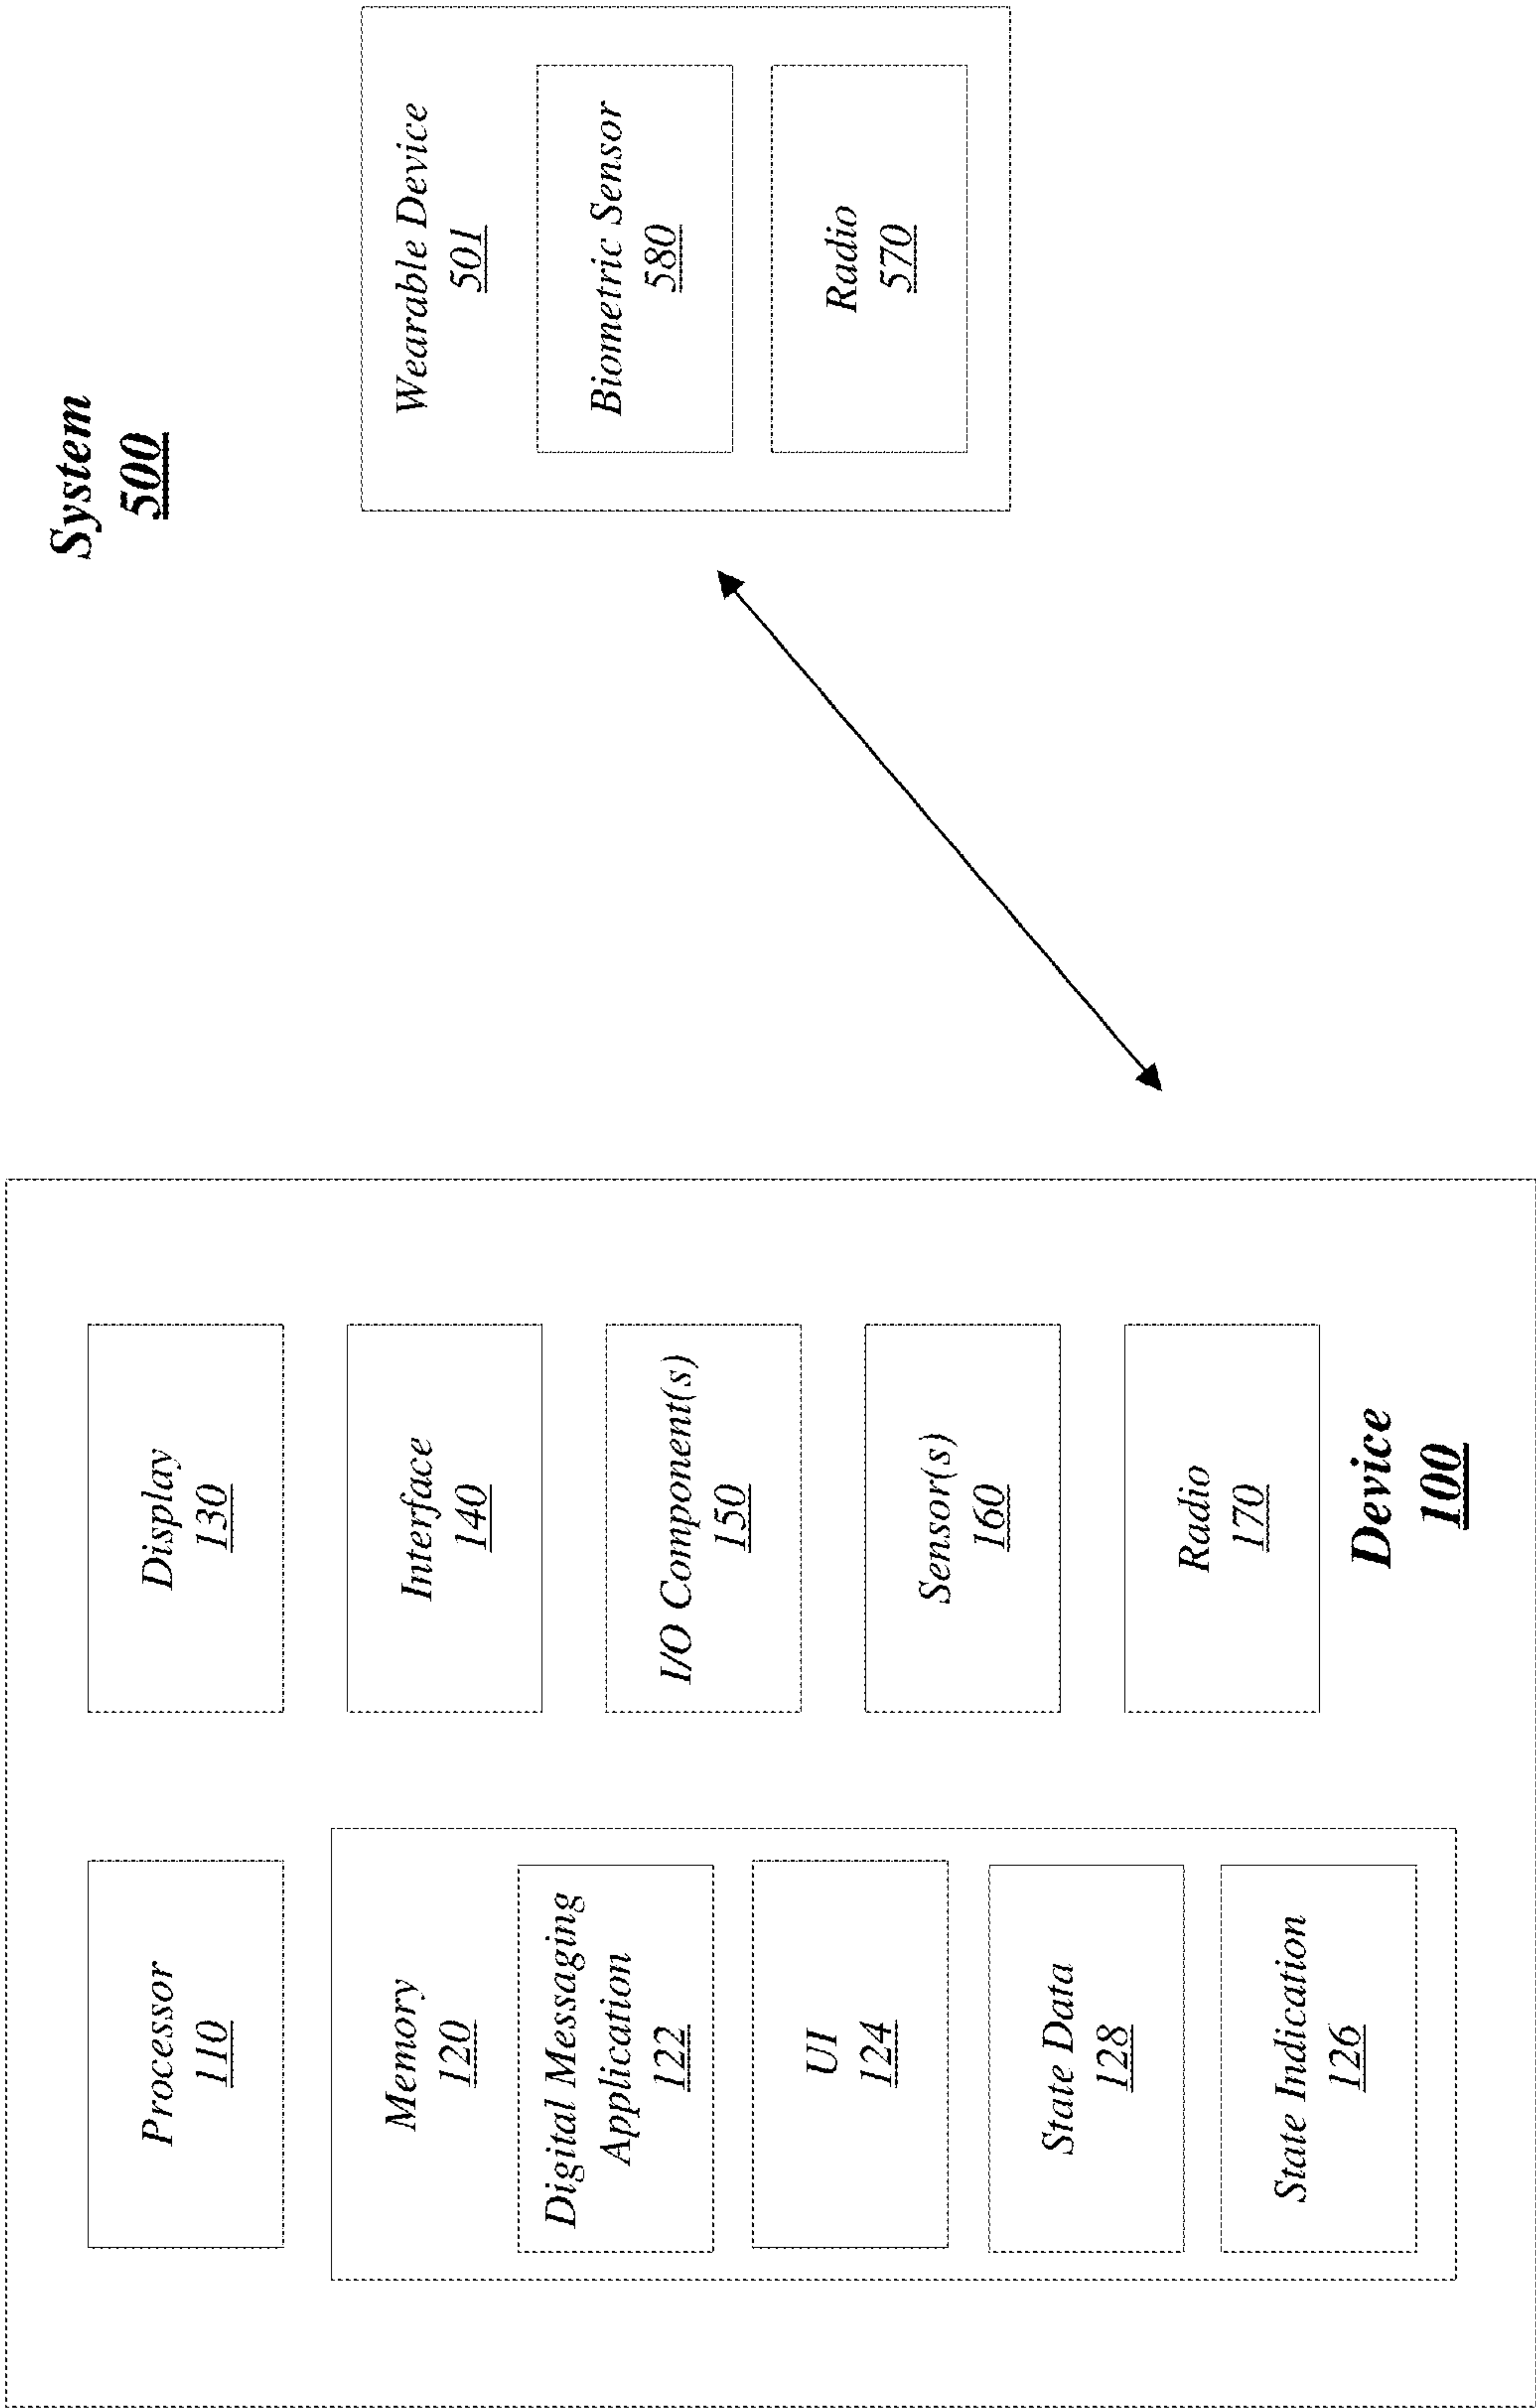 System
500
Processor
110
Memory
120
Digital Messaging
Application
122
UI
124
State Data
128
State Indication
126
Display
130
Interface
140
I/O Component(s)
150
Sensor(s)
160
Radio
170
Device
100
Wearable Device
501
Biometric Sensor
580
Radio
570